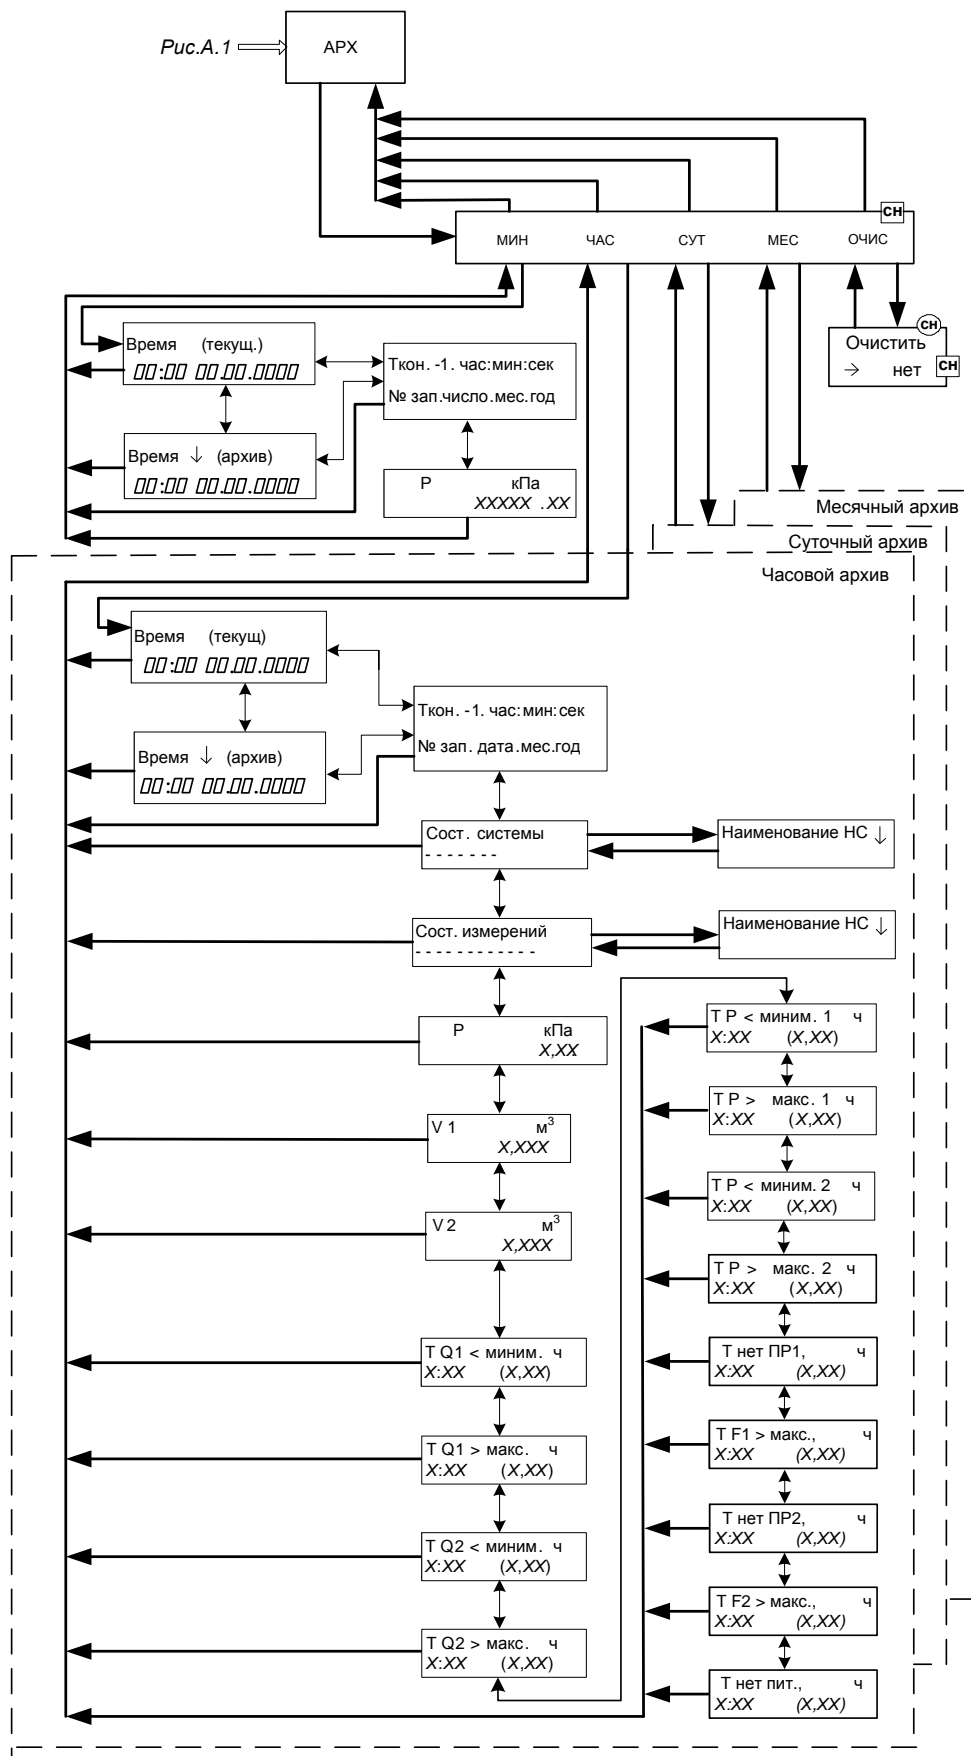 Рис.А.1
АРХ
СН
МИН ЧАС СУТ МЕС ОЧИС
СН
Очистить
→ нет
СН
Время (текущ.)
00:00 00.00.0000
Ткон. -1. час:мин:сек
№ зап.число.мес.год
Время ↓ (архив)
00:00 00.00.0000
Р кПа
XXXXX .XX
Месячный архив
Суточный архив
Часовой архив
Время (текущ)
00:00 00.00.0000
Ткон. -1. час:мин:сек
№ зап. дата.мес.год
Время ↓ (архив)
00:00 00.00.0000
Сост. системы
- - - - - - -
Наименование НС ↓
Сост. измерений
- - - - - - - - - - - -
Наименование НС ↓
Р кПа
X,XX
V 1 м³
X,XXX
V 2 м³
X,XXX
Т Q1 < миним. ч
X:XX (X,XX)
Т Q1 > макс. ч
X:XX (X,XX)
Т Q2 < миним. ч
X:XX (X,XX)
Т Q2 > макс. ч
X:XX (X,XX)
Т Р < миним. 1 ч
X:XX (X,XX)
Т Р > макс. 1 ч
X:XX (X,XX)
Т Р < миним. 2 ч
X:XX (X,XX)
Т Р > макс. 2 ч
X:XX (X,XX)
Т нет ПР1, ч
X:XX (X,XX)
Т F1 > макс., ч
X:XX (X,XX)
Т нет ПР2, ч
X:XX (X,XX)
Т F2 > макс., ч
X:XX (X,XX)
Т нет пит., ч
X:XX (X,XX)